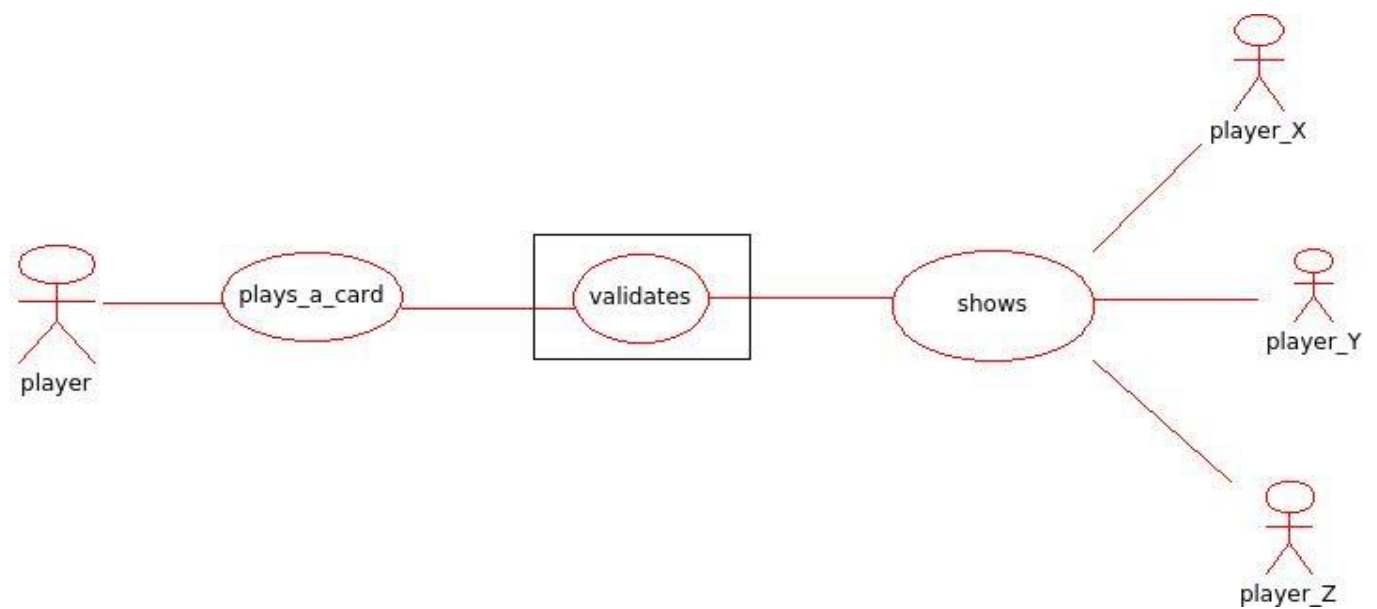 player_X
plays_a_card
validates
shows
player_Y
player
player_Z